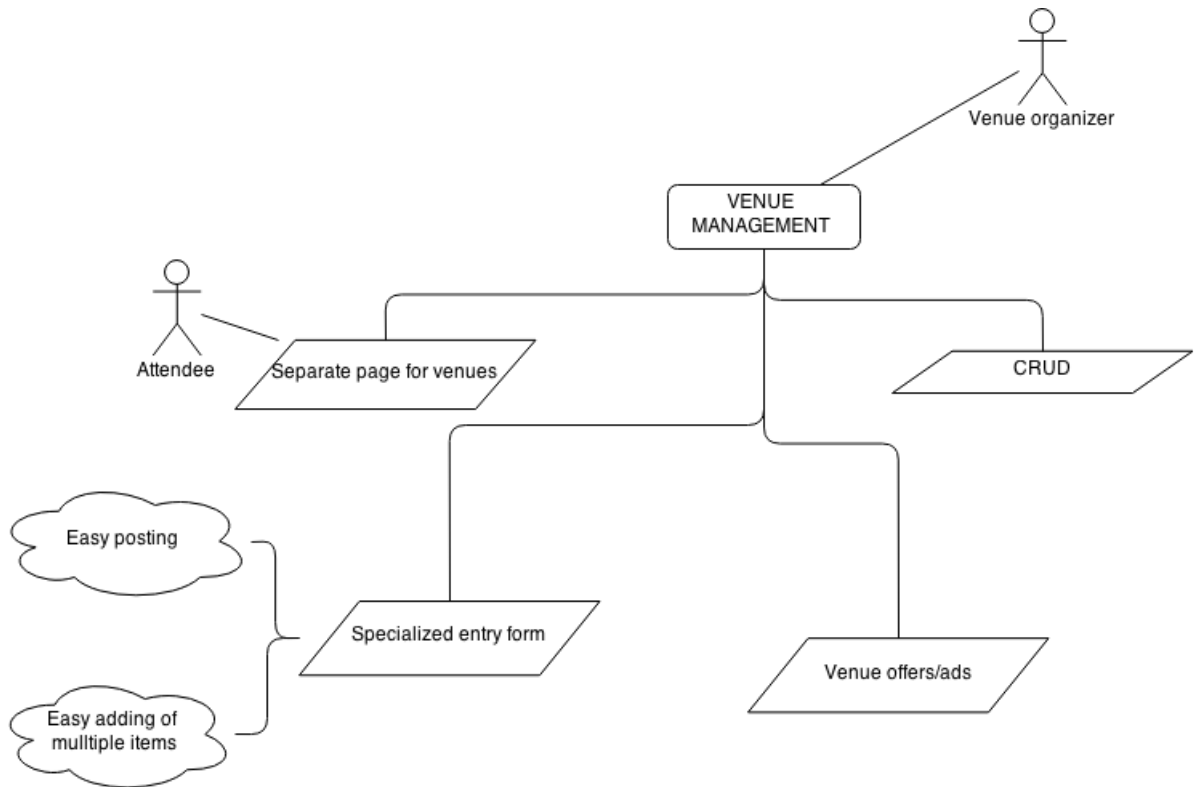 Venue organizer
VENUE
MANAGEMENT
Attendee
Separate page for venues
CRUD
Easy posting
Specialized entry form
Venue offers/ads
Easy adding of
mulltiple items